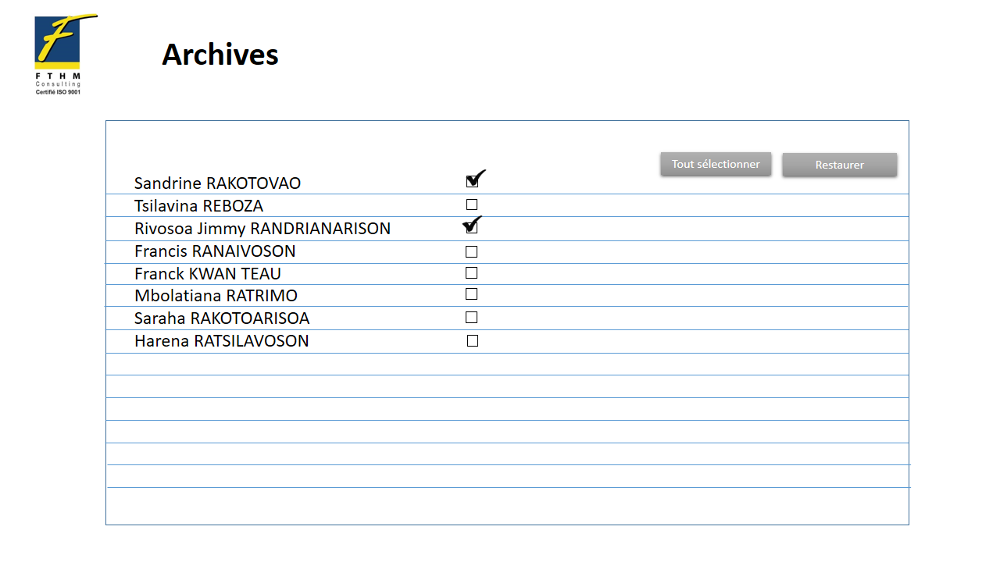 F T H M
Consulting
Certifié ISO 9001
Archives
Tout sélectionner
Restaurer
Sandrine RAKOTOVAO
Tsilavina REBOZA
Rivosoa Jimmy RANDRIANARISON
Francis RANAIVOSON
Franck KWAN TEAU
Mbolatiana RATRIMO
Saraha RAKOTOARISOA
Harena RATSILAVOSON